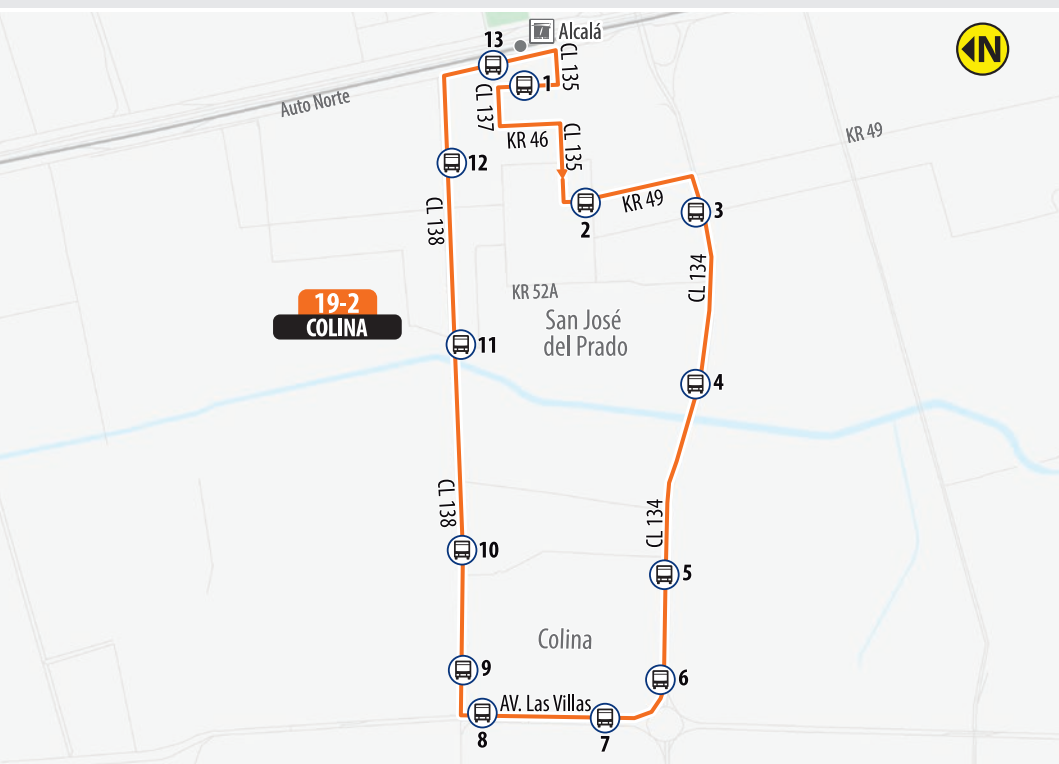 N
Alcalá
13
CL 135
1
Auto Norte
CL 137
KR 46
CL 135
KR 49
12
CL 138
KR 49
2
3
CL 134
KR 52A
19-2
COLINA
San José
del Prado
11
4
CL 138
CL 134
10
5
Colina
9
6
AV. Las Villas
8
7